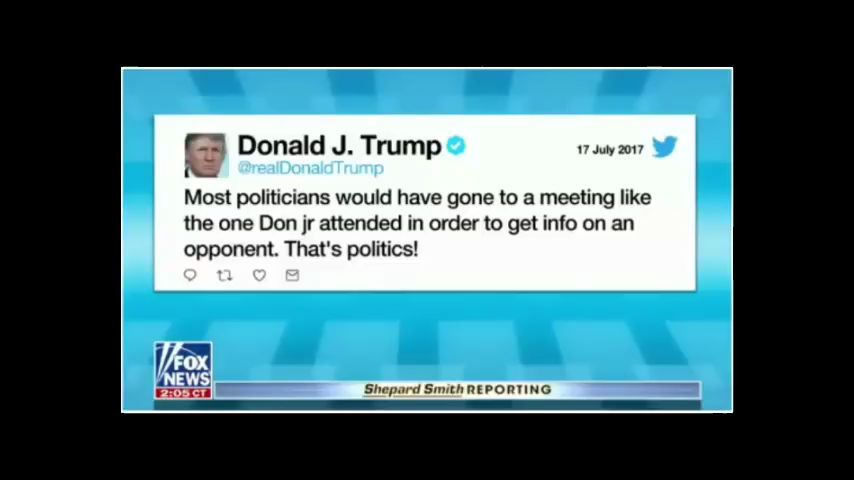 Donald J. Trump
@realDonaldTrump
17 July 2017
Most politicians would have gone to a meeting like
the one Don jr attended in order to get info on an
opponent. That's politics!
FOX
NEWS
2:05 CT
Shepard Smith REPORTING